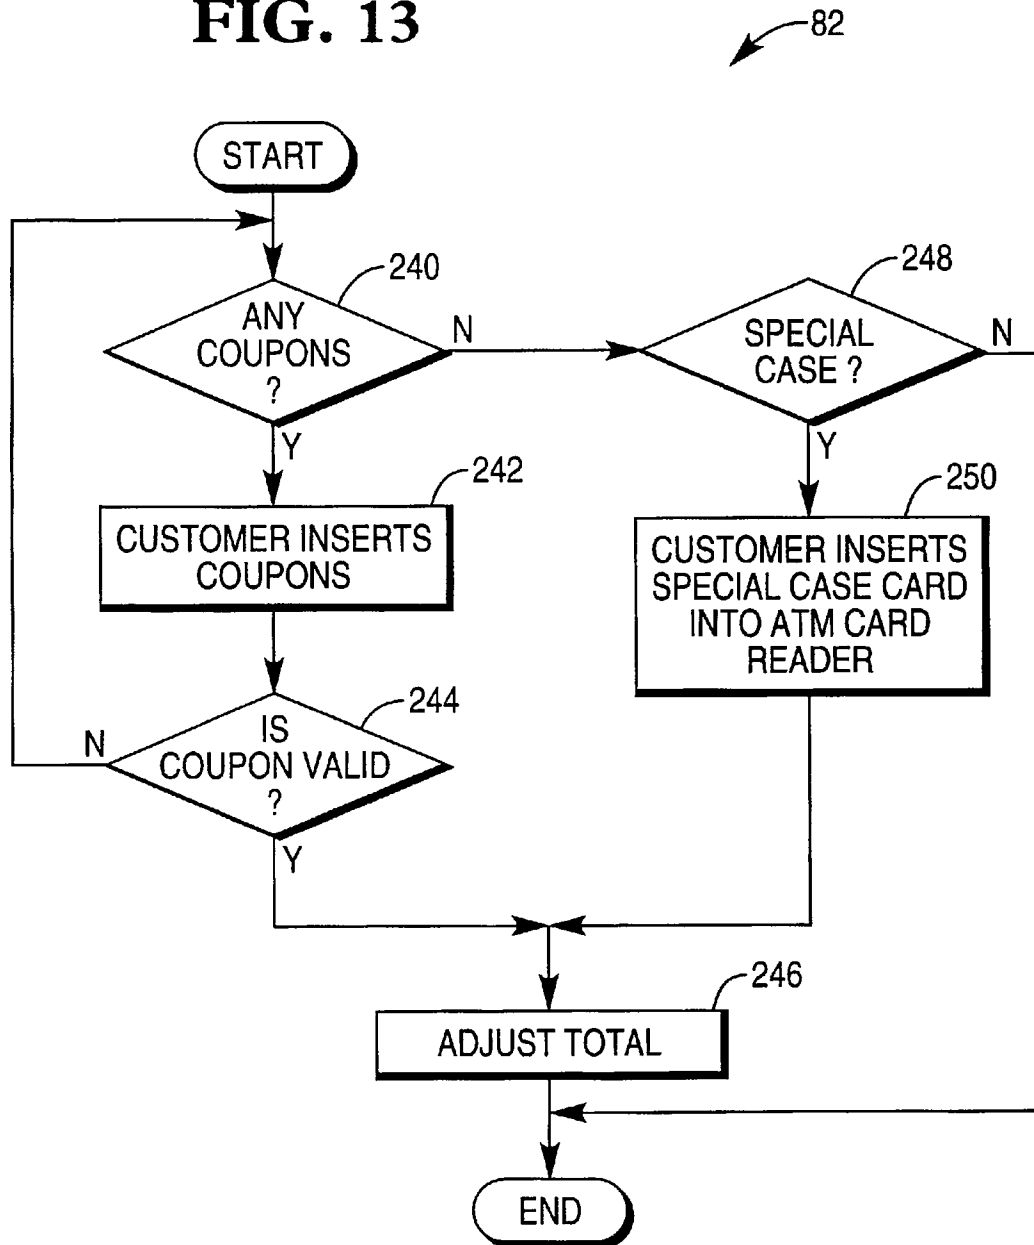 FIG. 13
82
START
240
ANY
COUPONS
?
N
Y
248
SPECIAL
CASE ?
N
Y
242
CUSTOMER INSERTS
COUPONS
250
CUSTOMER INSERTS
SPECIAL CASE CARD
INTO ATM CARD
READER
244
IS
COUPON VALID
?
N
Y
246
ADJUST TOTAL
END